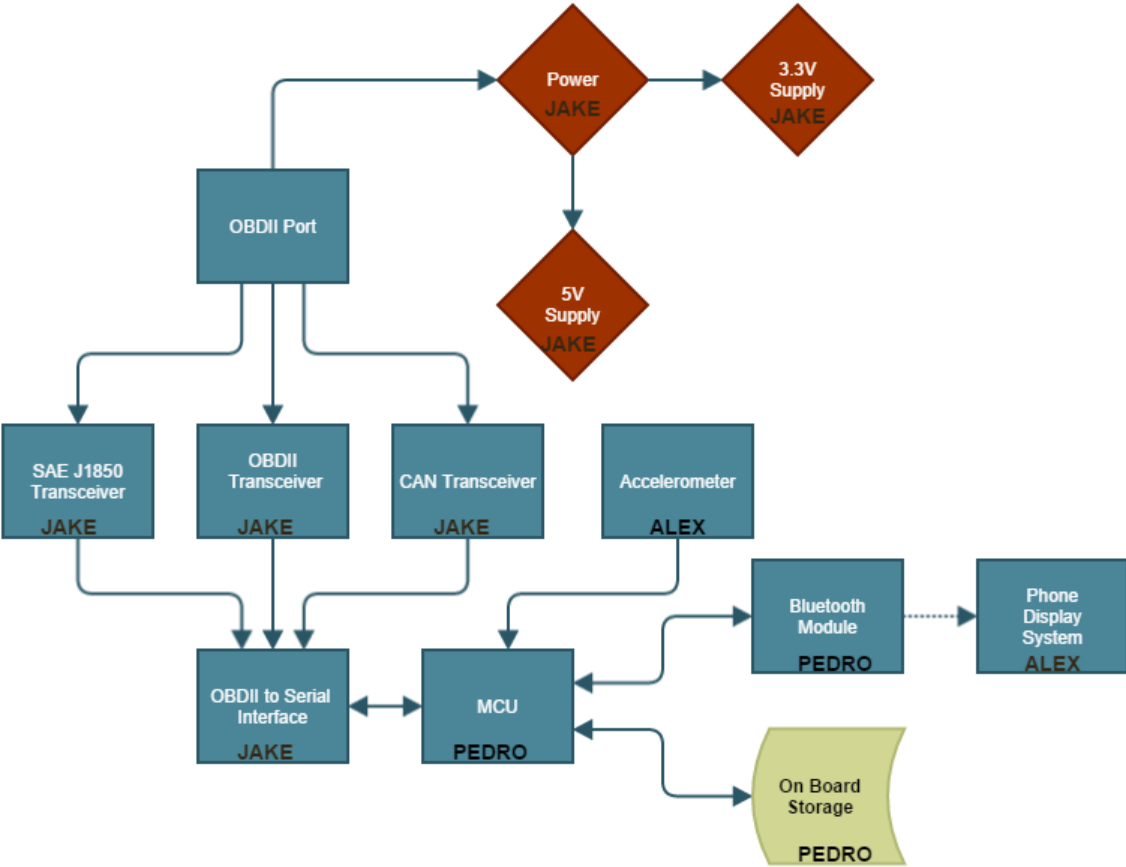 Power
JAKE
3.3V
Supply
JAKE
OBDII Port
5V
Supply
JAKE
SAE J1850
Transceiver
JAKE
OBDII
Transceiver
JAKE
CAN Transceiver
JAKE
Accelerometer
ALEX
Bluetooth
Module
PEDRO
Phone
Display
System
ALEX
OBDII to Serial
Interface
JAKE
MCU
PEDRO
On Board
Storage
PEDRO